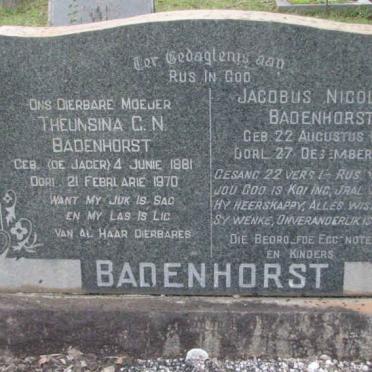 Ter Gedagtenis aan
Rus In God
Ons Dierbare Moeder
Theunsina G. N.
Badenhorst
Geb. (de Jager) 4 Junie 1881
Oorl. 21 Februarie 1970
Want My Juk Is Sag
en My Las Is Lig
Van Al Haar Dierbares
Jacobus Nicol
Badenhorst
Geb. 22 Augustus
Oorl. 27 Desember
Gesang 22 vers 1- Rus
Jou God is Koning,
Hy Heerskappy, Alles
Sy wenke, Onveranderlik is
Die Bedroefde
en Kinders
Badenhorst